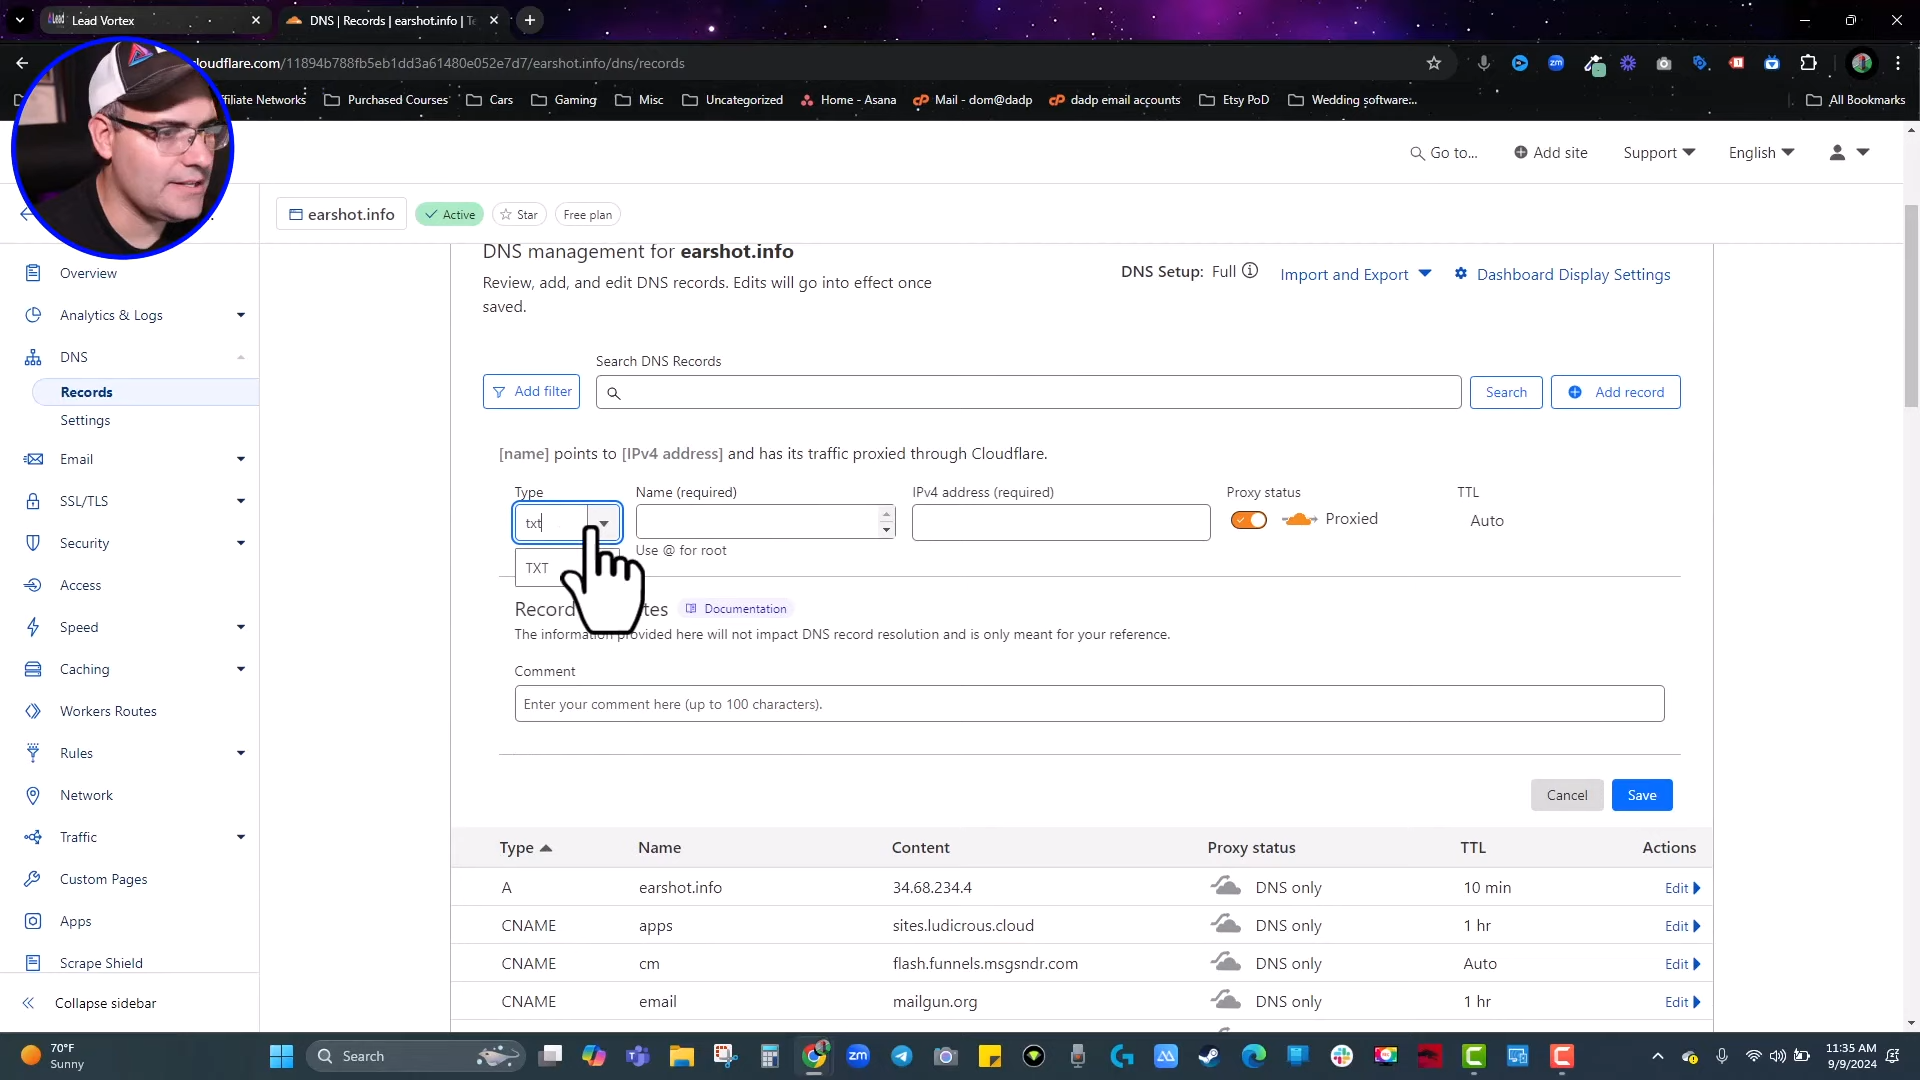 Lead Vortex
DNS | Records | earshot.info | Te
cloudflare.com/11894b788fb5eb1dd3a61480e052e7d7/earshot.info/dns/records
ffiliate Networks
Purchased Courses
Cars
Gaming
Misc
Uncategorized
Home - Asana
Mail - dom@dadp
dadp email accounts
Etsy PoD
Wedding software:...
All Bookmarks
Go to...
Add site
Support
English
earshot.info
Active
Star
Free plan
Overview
Analytics & Logs
DNS
Records
Settings
Email
SSL/TLS
Security
Access
Speed
Caching
Workers Routes
Rules
Network
Traffic
Custom Pages
Apps
Scrape Shield
Collapse sidebar
DNS management for earshot.info
Review, add, and edit DNS records. Edits will go into effect once
saved.
DNS Setup: Full
Import and Export
Dashboard Display Settings
Search DNS Records
Add filter
Search
Add record
[name] points to [IPv4 address] and has its traffic proxied through Cloudflare.
Type
Name (required)
IPv4 address (required)
Proxy status
TTL
txt
Proxied
Auto
TXT
Use @ for root
Record
tes
Documentation
The information provided here will not impact DNS record resolution and is only meant for your reference.
Comment
Enter your comment here (up to 100 characters).
Cancel
Save
Type Name Content Proxy status TTL Actions
A earshot.info 34.68.234.4 DNS only 10 min Edit
CNAME apps sites.ludicrous.cloud DNS only 1 hr Edit
CNAME cm flash.funnels.msgsndr.com DNS only Auto Edit
CNAME email mailgun.org DNS only 1 hr Edit
70°F
Sunny
Search
11:35 AM
9/9/2024